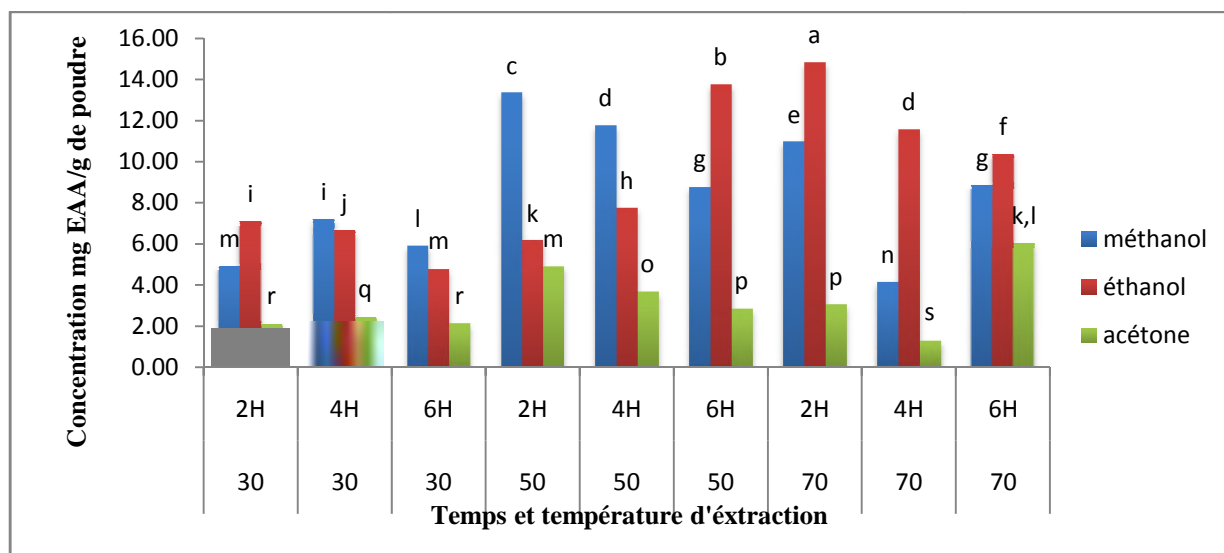 Concentration mg EAA/g de poudre
16.00
14.00
12.00
10.00
8.00
6.00
4.00
2.00
0.00
m i r
i j q
l m r
c k m
d h o
g b p
e a p
n d s
g f k,l
2H 4H 6H 2H 4H 6H 2H 4H 6H
30 30 30 50 50 50 70 70 70
Temps et température d'éxtraction
méthanol
éthanol
acétone